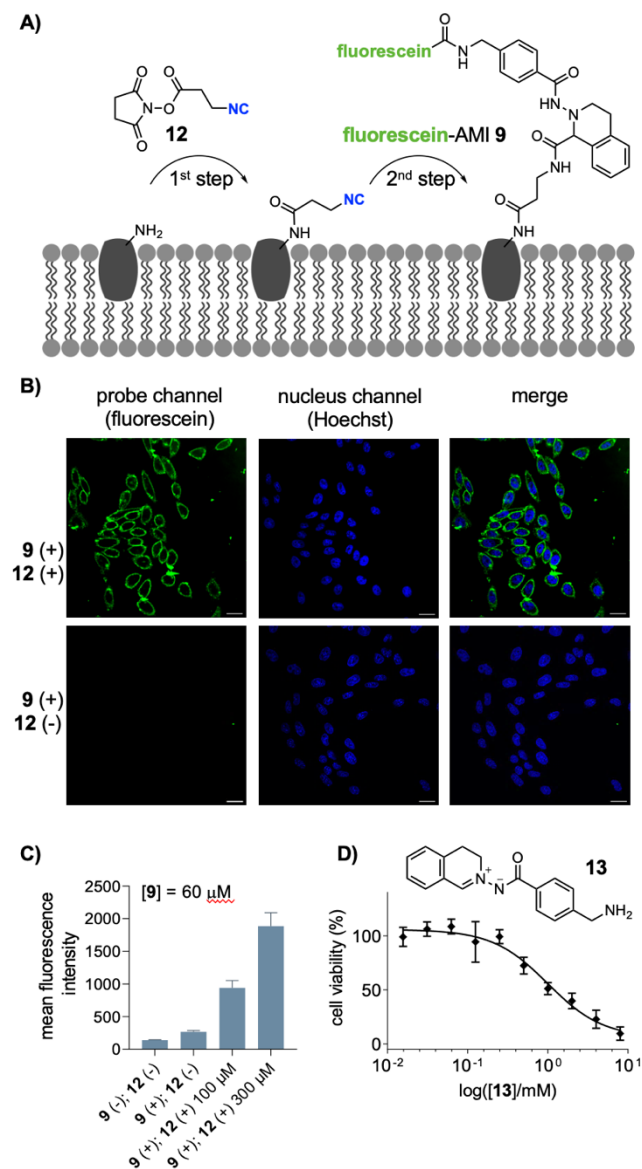 A)
O
fluorescein
N
H
O
O
N
O
O
O
NC
12
1st step
fluorescein-AMI 9
2nd step
O
HN
N
O
NH
O
NC
NH
NH2
O
NH
B)
probe channel
(fluorescein)
nucleus channel
(Hoechst)
merge
9 (+)
12 (+)
9 (+)
12 (-)
C)
[9] = 60 µM
mean fluorescence
intensity
2500
2000
1500
1000
500
0
9 (-); 12 (-)
9 (+); 12 (-)
9 (+); 12 (+) 100 µM
9 (+); 12 (+) 300 µM
D)
13
N
+
N
-
O
NH2
cell viability (%)
100
50
0
10-2
10-1
100
101
log([13]/mM)